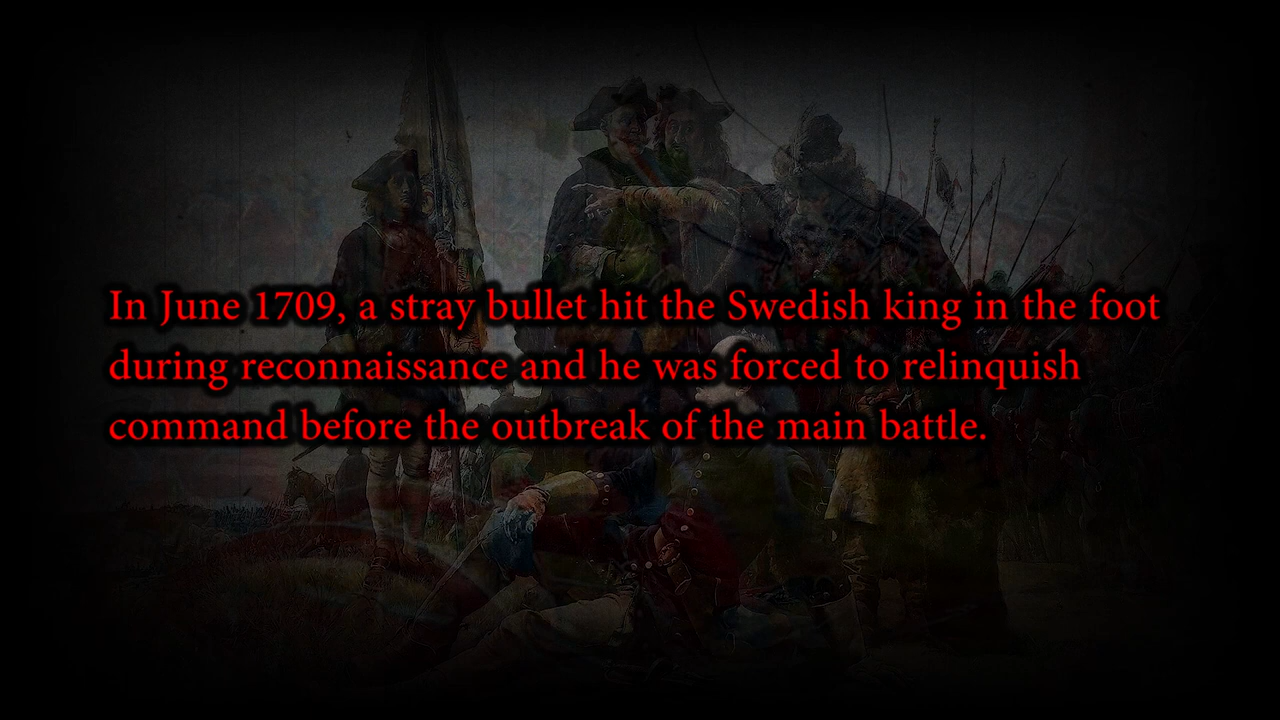 In June 1709, a stray bullet hit the Swedish king in the foot
during reconnaissance and he was forced to relinquish
command before the outbreak of the main battle.